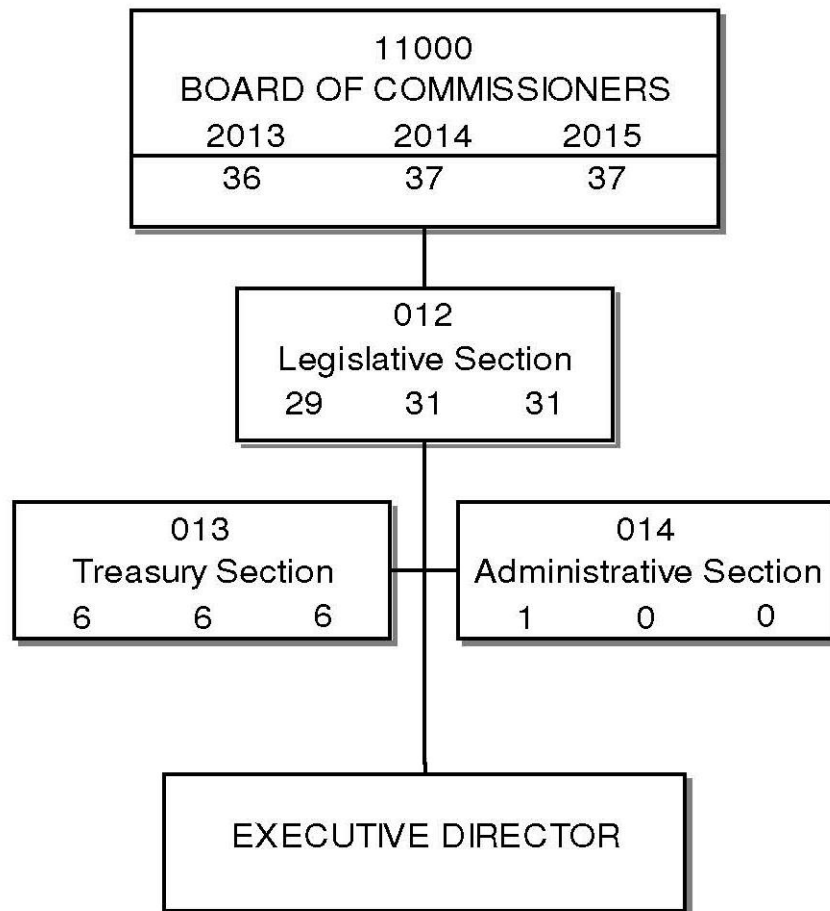 11000
BOARD OF COMMISSIONERS
2013 2014 2015
36 37 37
012
Legislative Section
29 31 31
013
Treasury Section
6 6 6
014
Administrative Section
1 0 0
EXECUTIVE DIRECTOR